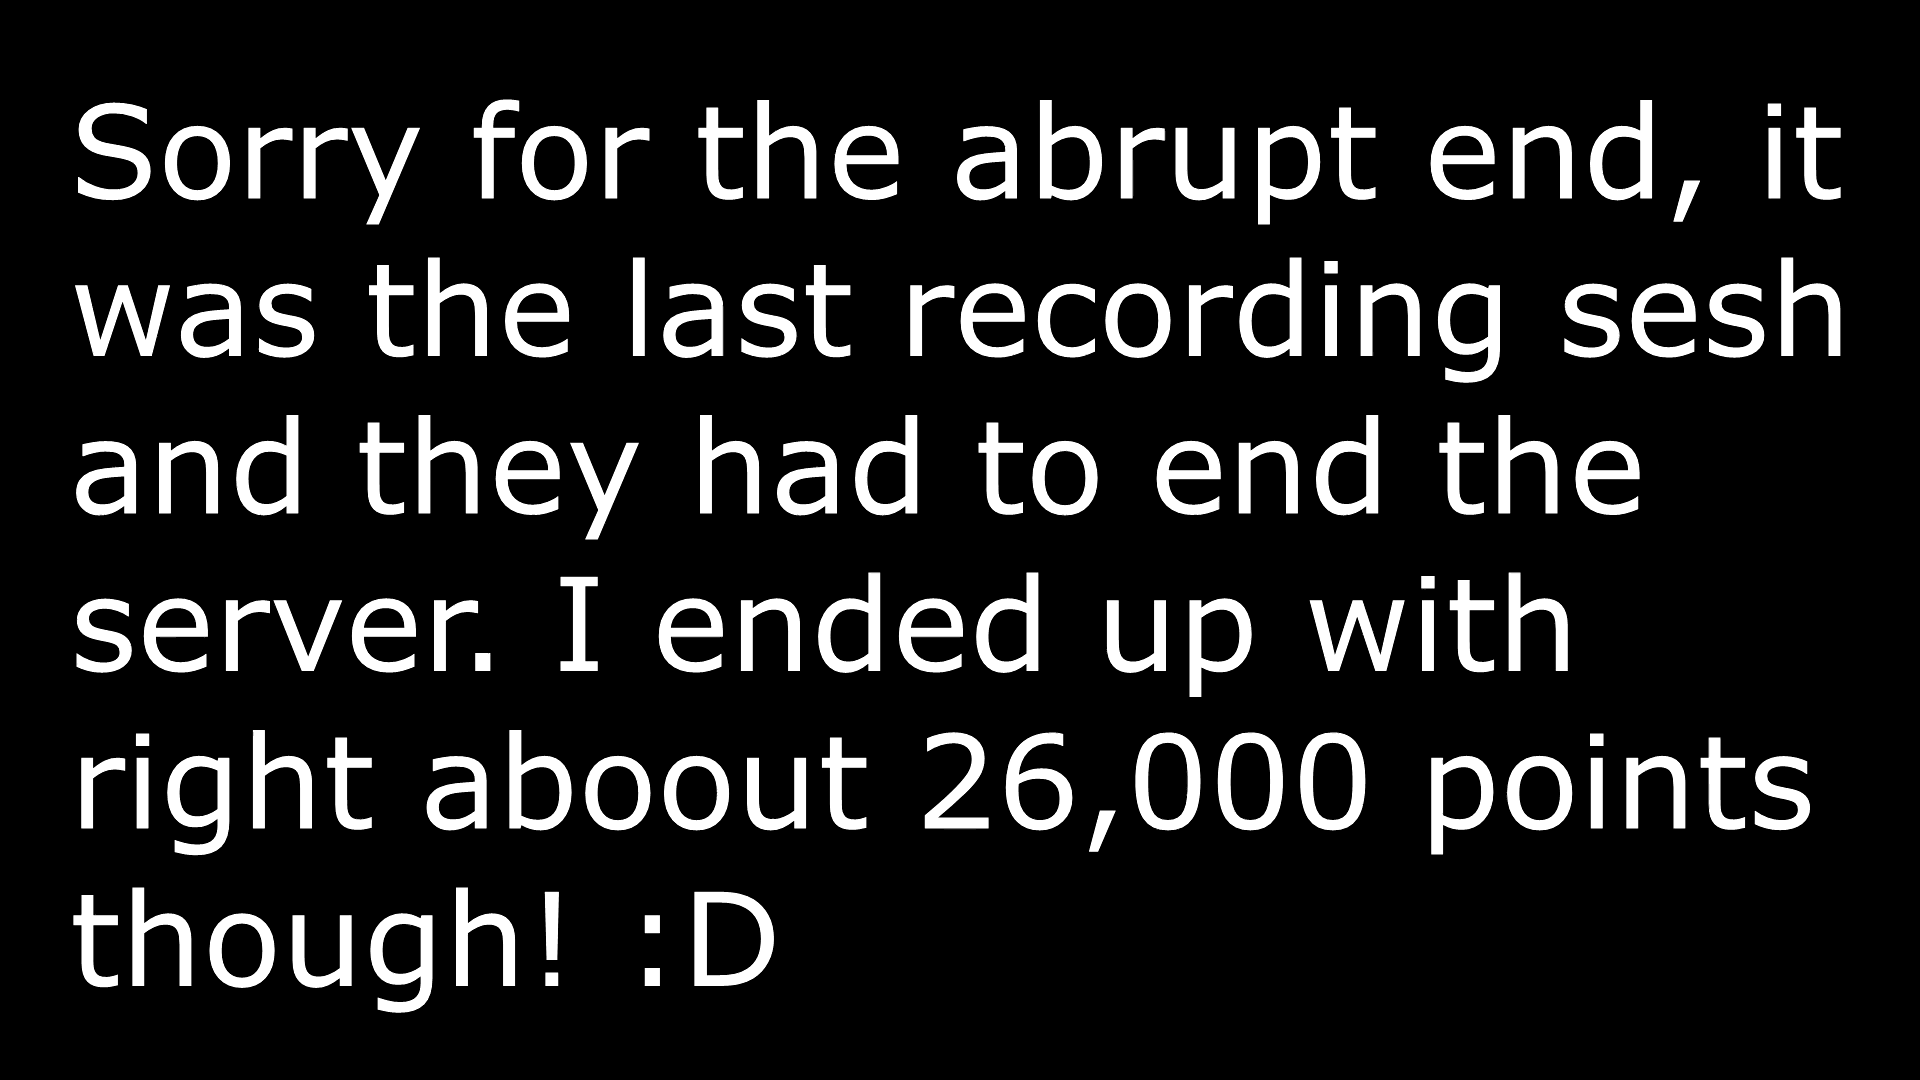 Sorry for the abrupt end, it
was the last recording sesh
and they had to end the
server. I ended up with
right aboout 26,000 points
though! :D